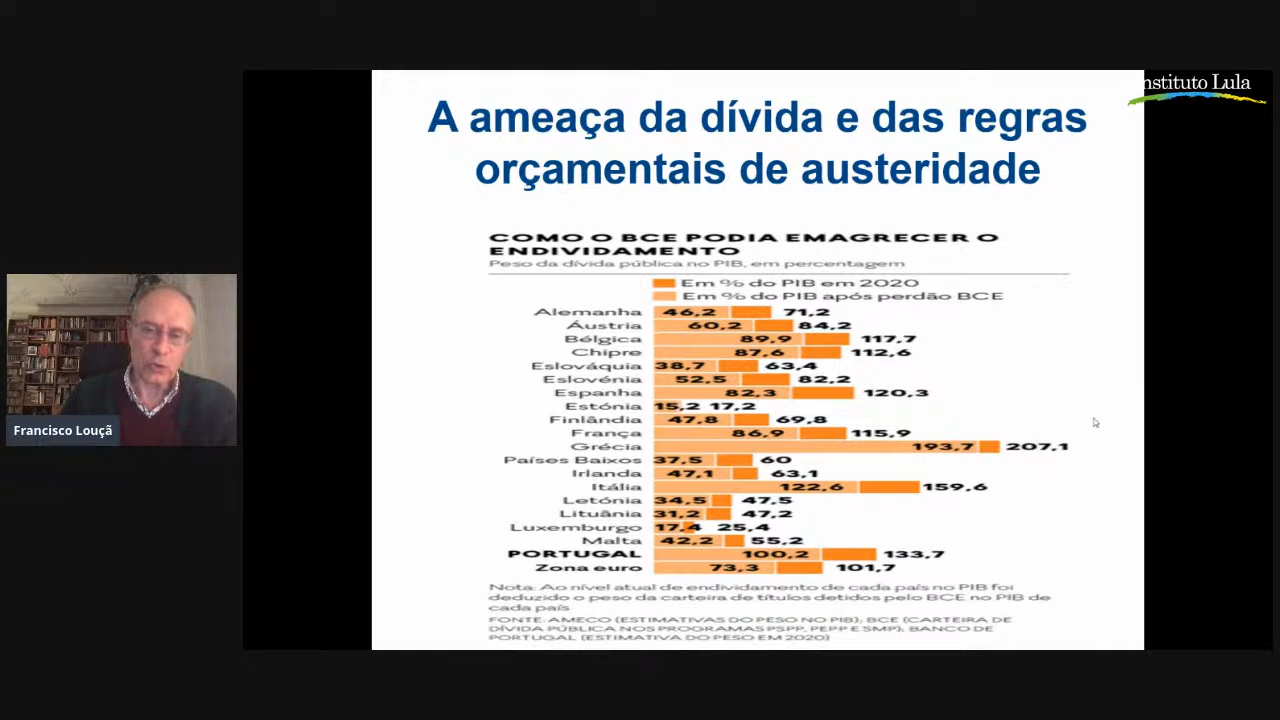 nstituto Lula
A ameaça da dívida e das regras
orçamentais de austeridade
COMO O BCE PODIA EMAGRECER O
ENDIVIDAMENTO
Peso da dívida pública no PIB, em percentagem
Em % do PIB em 2020
Em % do PIB após perdão BCE
Alemanha 46,2 71,2
Áustria 60,2 84,2
Bélgica 89,9 117,7
Chipre 87,6 112,6
Eslováquia 38,7 63,4
Eslovénia 52,5 82,2
Espanha 82,3 120,3
Estónia 15,2 17,2
Finlândia 47,8 69,8
França 86,9 115,9
Grécia 193,7 207,1
Países Baixos 37,5 60
Irlanda 47,1 63,1
Itália 122,6 159,6
Letónia 34,5 47,5
Lituânia 31,2 47,2
Luxemburgo 17,4 25,4
Malta 42,2 55,2
PORTUGAL 100,2 133,7
Zona euro 73,3 101,7
Nota: Ao nível atual de endividamento de cada país no PIB foi
deduzido o peso da carteira de títulos detidos pelo BCE no PIB de
cada país
FONTE: AMECO (ESTIMATIVAS DO PESO NO PIB); BCE (CARTEIRA DE
DÍVIDA PÚBLICA NOS PROGRAMAS PSPP, PEPP E SMP); BANCO DE
PORTUGAL (ESTIMATIVA DO PESO EM 2020)
Francisco Louçã